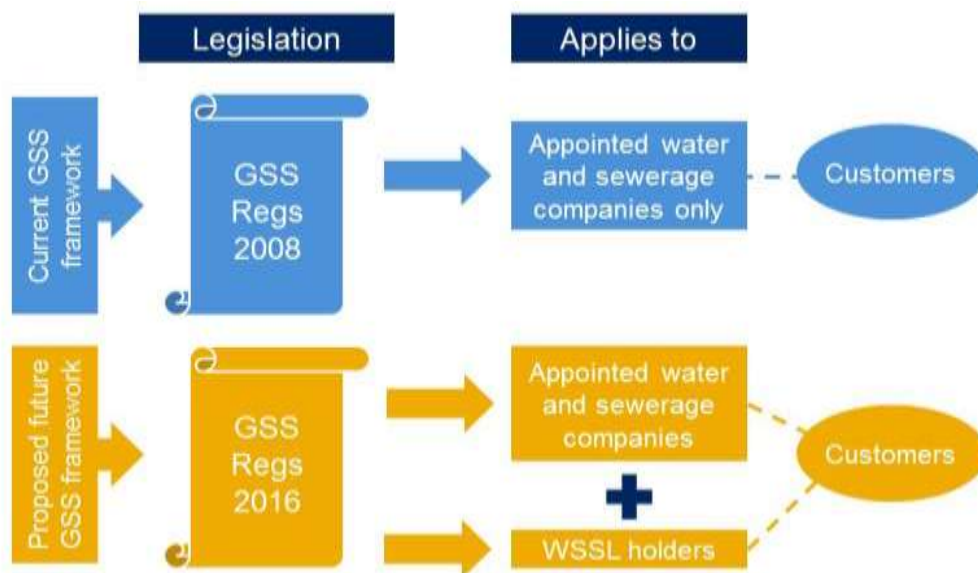 Legislation
Applies to
Current GSS
framework
GSS
Regs
2008
Appointed water
and sewerage
companies only
Customers
Proposed future
GSS framework
GSS
Regs
2016
Appointed water
and sewerage
companies
WSSL holders
Customers